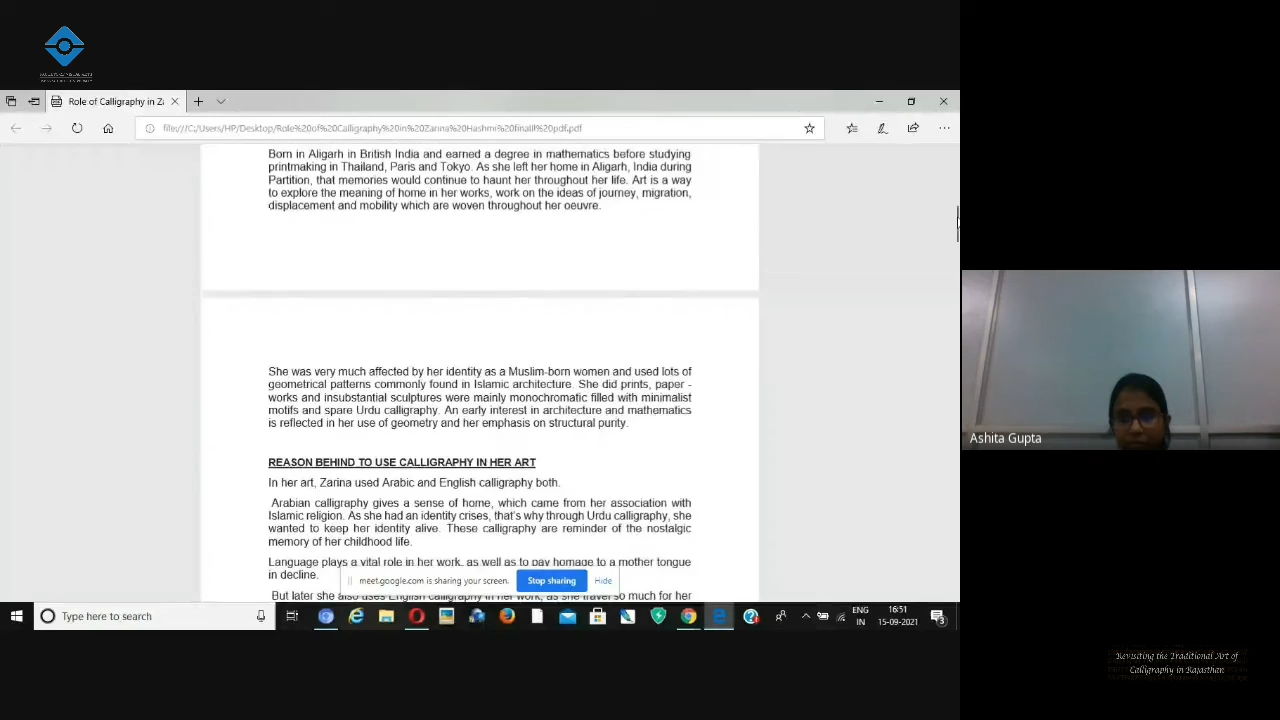 Role of Calligraphy in Za
file:///C:/Users/HP/Desktop/Role%20of%20Calligraphy%20in%20Zarina%20Hashmi%20finalll%20pdf.pdf
Born in Aligarh in British India and earned a degree in mathematics before studying
printmaking in Thailand, Paris and Tokyo. As she left her home in Aligarh, India during
Partition, that memories would continue to haunt her throughout her life. Art is a way
to explore the meaning of home in her works, work on the ideas of journey, migration,
displacement and mobility which are woven throughout her oeuvre.
She was very much affected by her identity as a Muslim-born women and used lots of
geometrical patterns commonly found in Islamic architecture. She did prints, paper -
works and insubstantial sculptures were mainly monochromatic filled with minimalist
motifs and spare Urdu calligraphy. An early interest in architecture and mathematics
is reflected in her use of geometry and her emphasis on structural purity.
REASON BEHIND TO USE CALLIGRAPHY IN HER ART
In her art, Zarina used Arabic and English calligraphy both.
Arabian calligraphy gives a sense of home, which came from her association with
Islamic religion. As she had an identity crises, that's why through Urdu calligraphy, she
wanted to keep her identity alive. These calligraphy are reminder of the nostalgic
memory of her childhood life.
Language plays a vital role in her work, as well as to pay homage to a mother tongue
in decline.
meet.google.com is sharing your screen. Stop sharing Hide
But later she also uses English calligraphy in her work, as she travel so much for her
Type here to search
ENG
IN
16:51
15-09-2021
3
Ashita Gupta
Revisiting the Traditional Art of
Calligraphy in Rajasthan